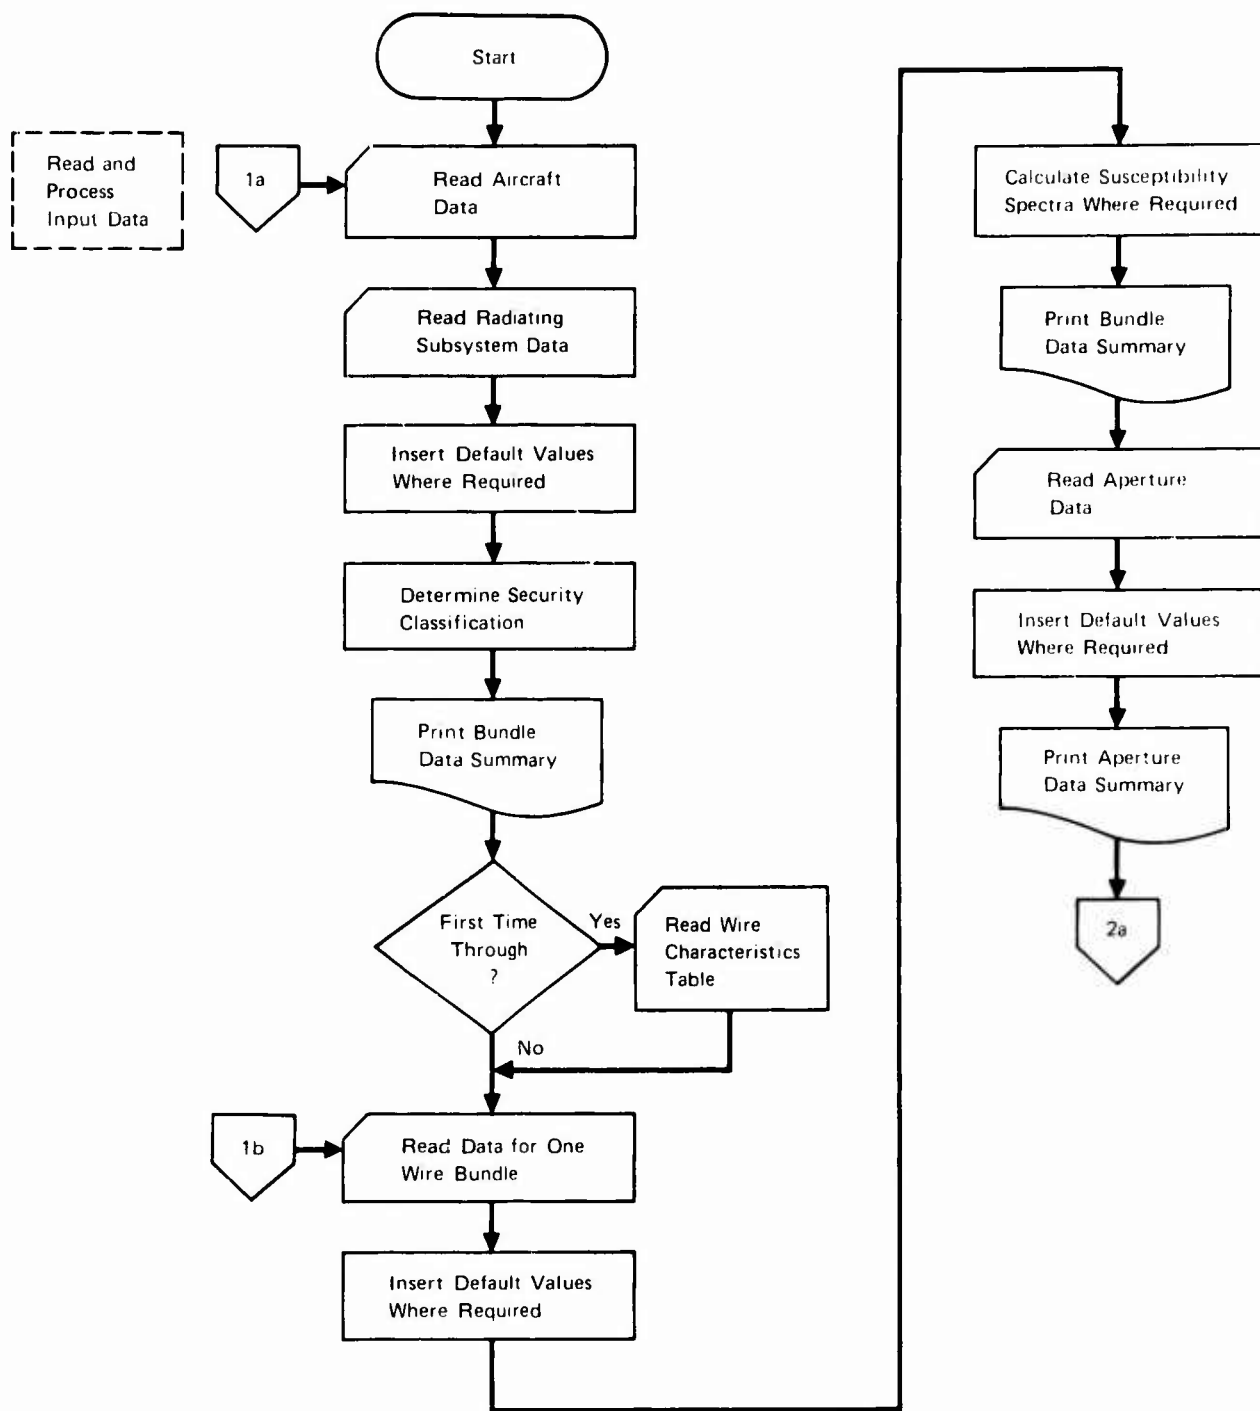 Start
Read and
Process
Input Data
1a
Read Aircraft
Data
Read Radiating
Subsystem Data
Insert Default Values
Where Required
Determine Security
Classification
Print Bundle
Data Summary
First Time
Through
?
Yes
Read Wire
Characteristics
Table
No
1b
Read Data for One
Wire Bundle
Insert Default Values
Where Required
Calculate Susceptibility
Spectra Where Required
Print Bundle
Data Summary
Read Aperture
Data
Insert Default Values
Where Required
Print Aperture
Data Summary
2a